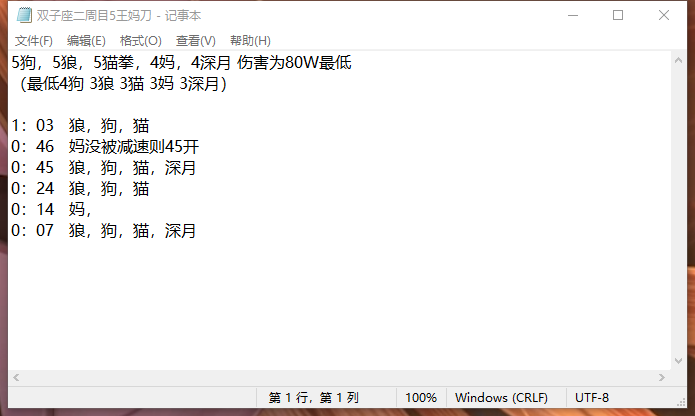 双子座二周目5王妈刀 - 记事本
文件(F) 编辑(E) 格式(O) 查看(V) 帮助(H)
5狗，5狼，5猫拳，4妈，4深月 伤害为80W最低
（最低4狗 3狼 3猫 3妈 3深月）
1：03 狼，狗，猫
0：46 妈没被减速则45开
0：45 狼，狗，猫，深月
0：24 狼，狗，猫
0：14 妈，
0：07 狼，狗，猫，深月
第 1 行，第 1 列 100% Windows (CRLF) UTF-8